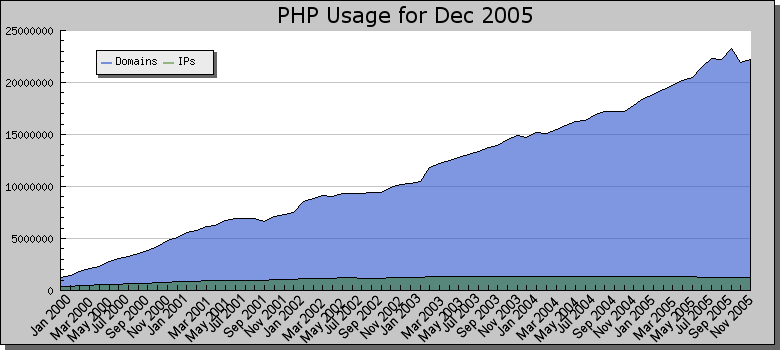 PHP Usage for Dec 2005
25000000
Domains IPs
20000000
15000000
10000000
5000000
0
Jan 2000 Mar 2000 May 2000 Jul 2000 Sep 2000 Nov 2000 Jan 2001 Mar 2001 May 2001 Jul 2001 Sep 2001 Nov 2001 Jan 2002 Mar 2002 May 2002 Jul 2002 Sep 2002 Nov 2002 Jan 2003 Mar 2003 May 2003 Jul 2003 Sep 2003 Nov 2003 Jan 2004 Mar 2004 May 2004 Jul 2004 Sep 2004 Nov 2004 Jan 2005 Mar 2005 May 2005 Jul 2005 Sep 2005 Nov 2005